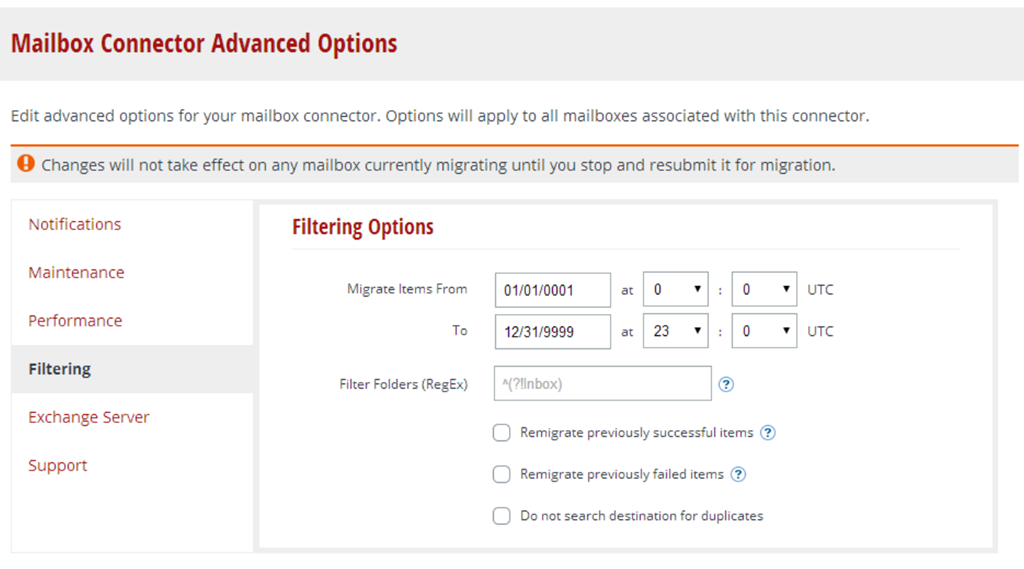 Mailbox Connector Advanced Options
Edit advanced options for your mailbox connector. Options will apply to all mailboxes associated with this connector.
! Changes will not take effect on any mailbox currently migrating until you stop and resubmit it for migration.
Notifications
Maintenance
Performance
Filtering
Exchange Server
Support
Filtering Options
Migrate Items From 01/01/0001 at 0 : 0 UTC
To 12/31/9999 at 23 : 0 UTC
Filter Folders (RegEx) ^(?!Inbox) ?
Remigrate previously successful items ?
Remigrate previously failed items ?
Do not search destination for duplicates